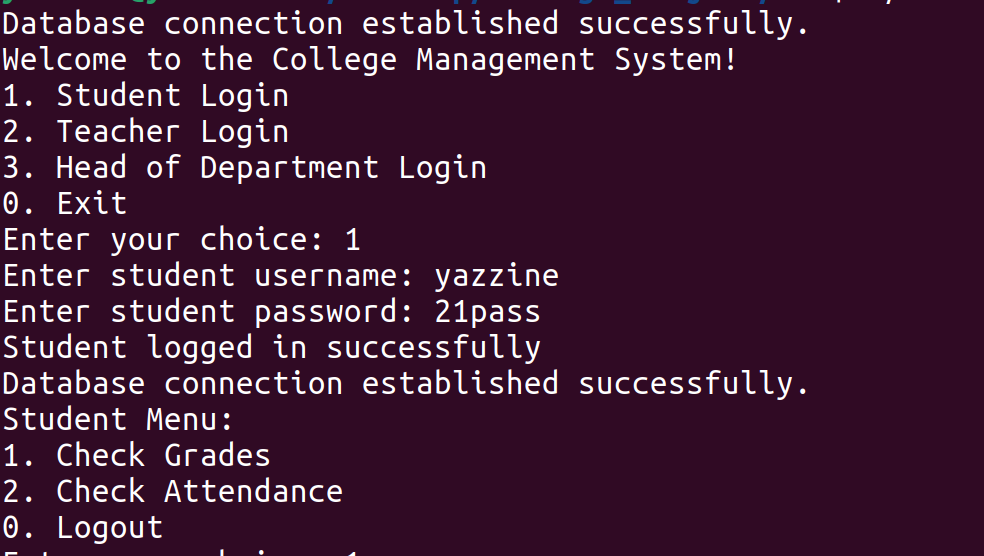 Database connection established successfully.
Welcome to the College Management System!
1. Student Login
2. Teacher Login
3. Head of Department Login
0. Exit
Enter your choice: 1
Enter student username: yazzine
Enter student password: 21pass
Student logged in successfully
Database connection established successfully.
Student Menu:
1. Check Grades
2. Check Attendance
0. Logout